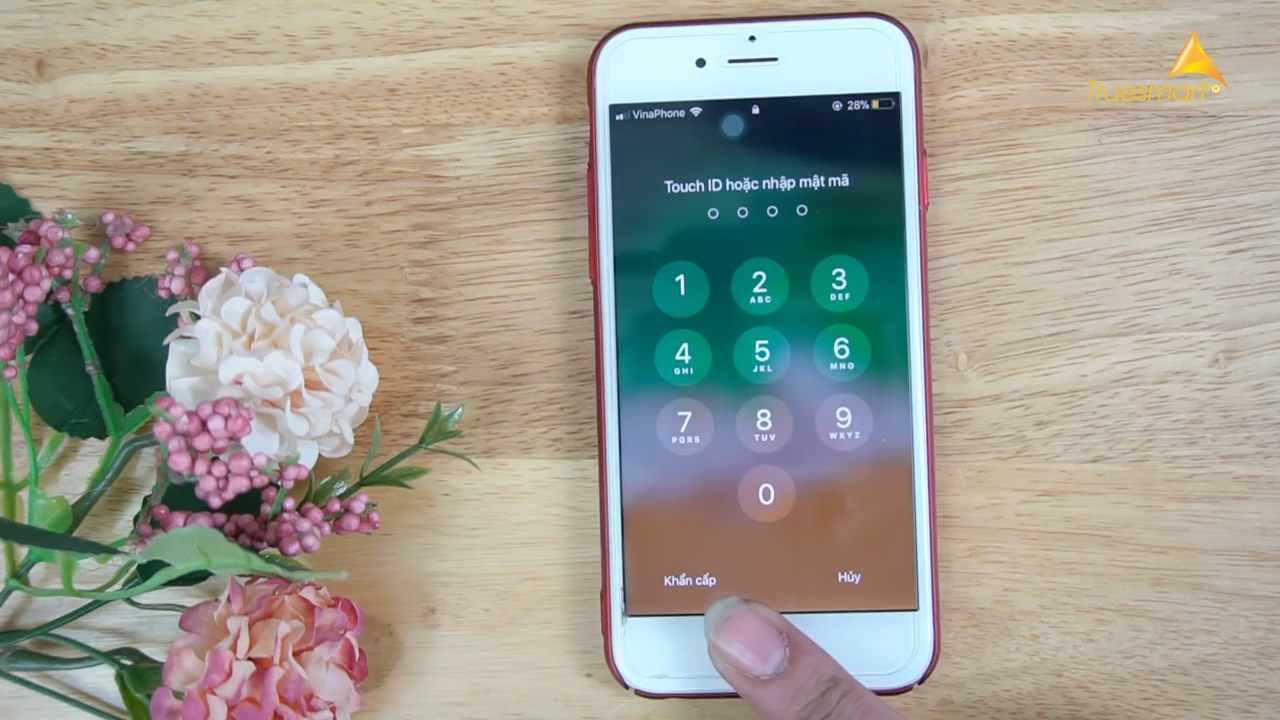 Truesmart
VinaPhone
28%
Touch ID hoặc nhập mật mã
1
2
ABC
3
DEF
4
GHI
5
JKL
6
MNO
7
PQRS
8
TUV
9
WXYZ
0
Khẩn cấp
Hủy